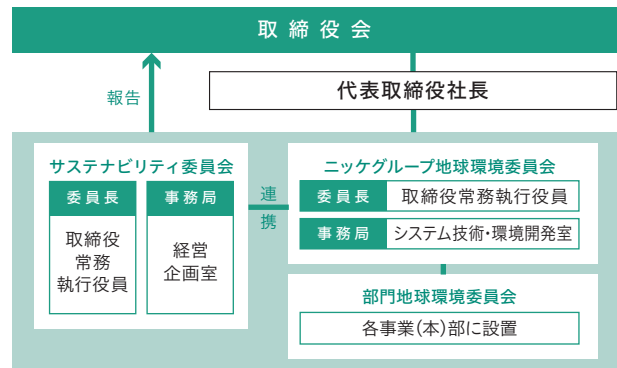 取締役会
報告
代表取締役社長
サステナビリティ委員会
委員長
取締役
常務
執行役員
事務局
経営
企画室
連
携
ニッケグループ地球環境委員会
委員長 取締役常務執行役員
事務局 システム技術・環境開発室
部門地球環境委員会
各事業(本)部に設置